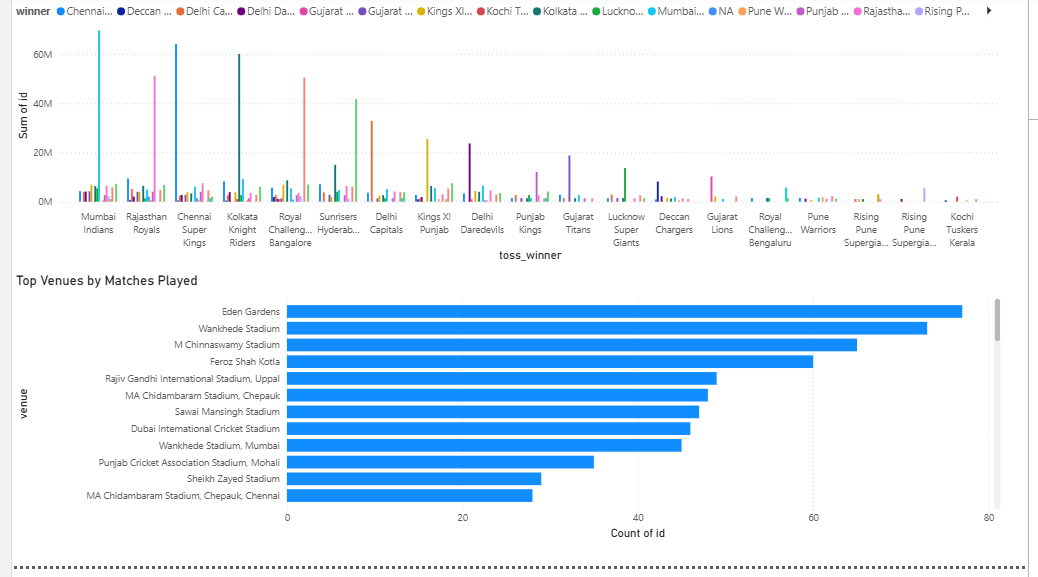 winner Chennai... Deccan ... Delhi Ca... Delhi Da... Gujarat ... Gujarat ... Kings XI... Kochi T... Kolkata ... Luckno... Mumbai... NA Pune W... Punjab ... Rajastha... Rising P...
60M
40M
20M
0M
Sum of id
Mumbai Rajasthan Chennai Kolkata Royal Sunrisers Delhi Kings XI Delhi Punjab Gujarat Lucknow Deccan Gujarat Royal Pune Rising Rising Kochi
Indians Royals Super Knight Challeng... Hyderab... Capitals Punjab Daredevils Kings Titans Super Chargers Lions Challeng... Warriors Pune Pune Tuskers
Kings Riders Bangalore Giants Bengaluru Supergia... Supergia... Kerala
toss_winner
Top Venues by Matches Played
venue
Eden Gardens
Wankhede Stadium
M Chinnaswamy Stadium
Feroz Shah Kotla
Rajiv Gandhi International Stadium, Uppal
MA Chidambaram Stadium, Chepauk
Sawai Mansingh Stadium
Dubai International Cricket Stadium
Wankhede Stadium, Mumbai
Punjab Cricket Association Stadium, Mohali
Sheikh Zayed Stadium
MA Chidambaram Stadium, Chepauk, Chennai
0 20 40 60 80
Count of id